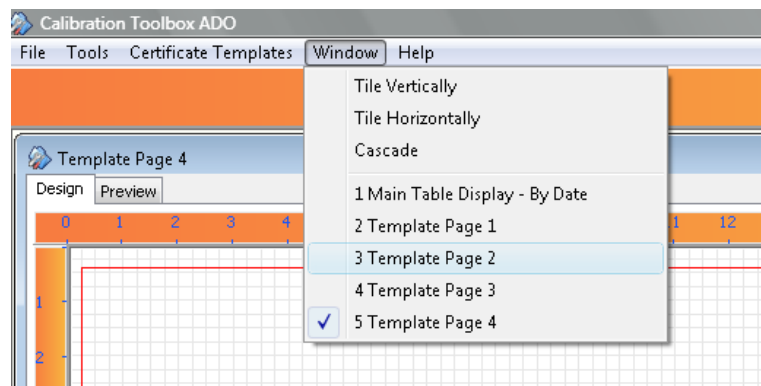 Calibration Toolbox ADO
File Tools Certificate Templates Window Help
Tile Vertically
Tile Horizontally
Cascade
1 Main Table Display - By Date
2 Template Page 1
3 Template Page 2
4 Template Page 3
5 Template Page 4
Template Page 4
Design Preview
0 1 2 3 4 1 12
1
2